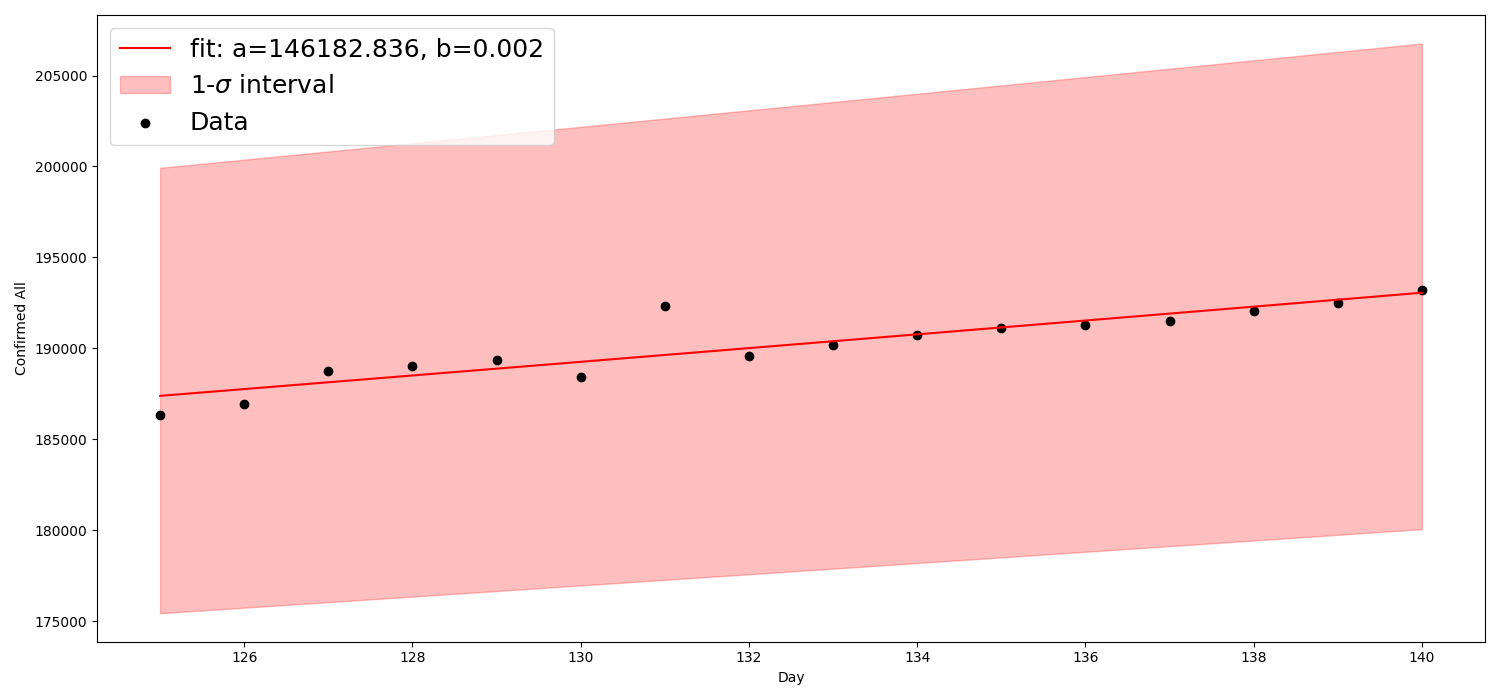 fit: a=146182.836, b=0.002
1-σ interval
Data
205000
200000
195000
190000
185000
180000
175000
Confirmed All
126 128 130 132 134 136 138 140
Day